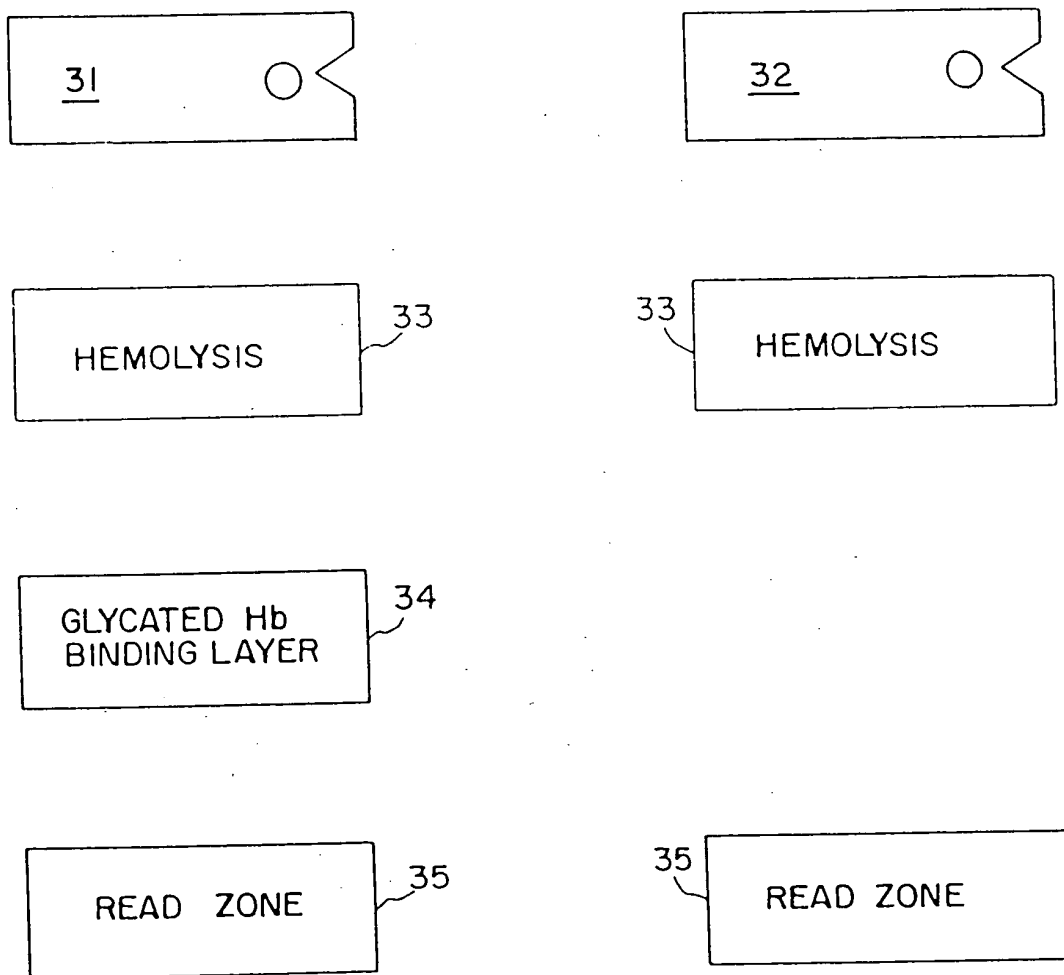 31
32
HEMOLYSIS
33
33
HEMOLYSIS
GLYCATED Hb
BINDING LAYER
34
READ ZONE
35
35
READ ZONE